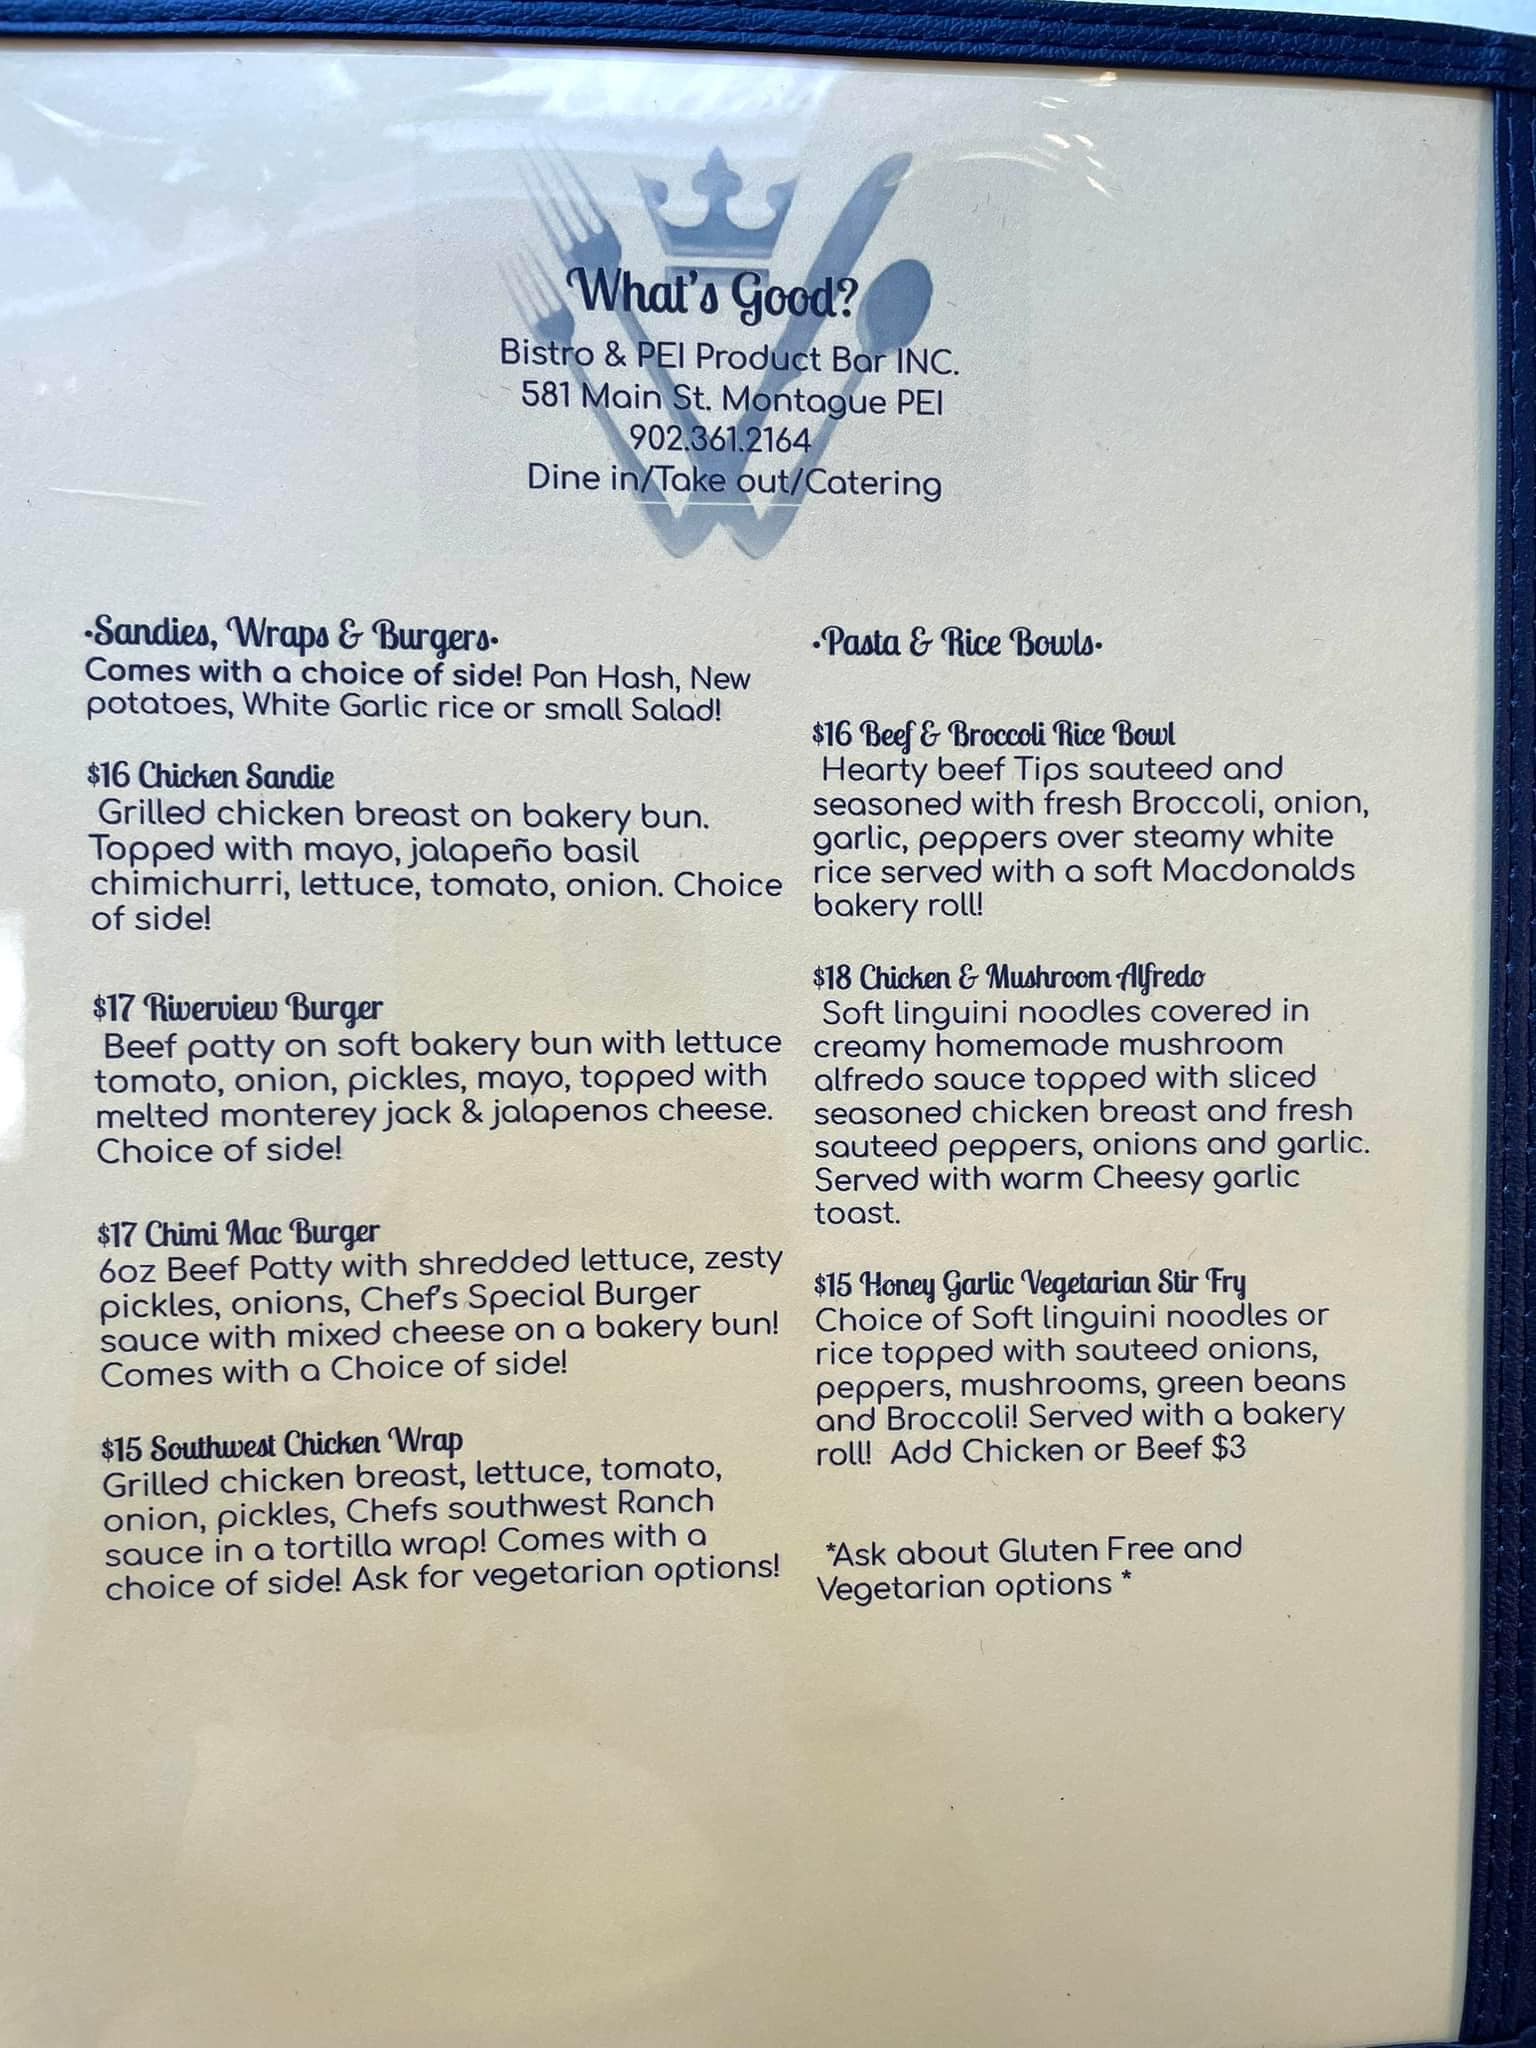 What's Good?
Bistro & PEI Product Bar INC.
581 Main St. Montague PEI
902.361.2164
Dine in/Take out/Catering
•Sandies, Wraps & Burgers•
Comes with a choice of side! Pan Hash, New
potatoes, White Garlic rice or small Salad!
$16 Chicken Sandie
Grilled chicken breast on bakery bun.
Topped with mayo, jalapeño basil
chimichurri, lettuce, tomato, onion. Choice
of side!
$17 Riverview Burger
Beef patty on soft bakery bun with lettuce
tomato, onion, pickles, mayo, topped with
melted monterey jack & jalapenos cheese.
Choice of side!
$17 Chimi Mac Burger
6oz Beef Patty with shredded lettuce, zesty
pickles, onions, Chef's Special Burger
sauce with mixed cheese on a bakery bun!
Comes with a Choice of side!
$15 Southwest Chicken Wrap
Grilled chicken breast, lettuce, tomato,
onion, pickles, Chefs southwest Ranch
sauce in a tortilla wrap! Comes with a
choice of side! Ask for vegetarian options!
•Pasta & Rice Bowls•
$16 Beef & Broccoli Rice Bowl
Hearty beef Tips sauteed and
seasoned with fresh Broccoli, onion,
garlic, peppers over steamy white
rice served with a soft Macdonalds
bakery roll!
$18 Chicken & Mushroom Alfredo
Soft linguini noodles covered in
creamy homemade mushroom
alfredo sauce topped with sliced
seasoned chicken breast and fresh
sauteed peppers, onions and garlic.
Served with warm Cheesy garlic
toast.
$15 Honey Garlic Vegetarian Stir Fry
Choice of Soft linguini noodles or
rice topped with sauteed onions,
peppers, mushrooms, green beans
and Broccoli! Served with a bakery
roll! Add Chicken or Beef $3
*Ask about Gluten Free and
Vegetarian options *